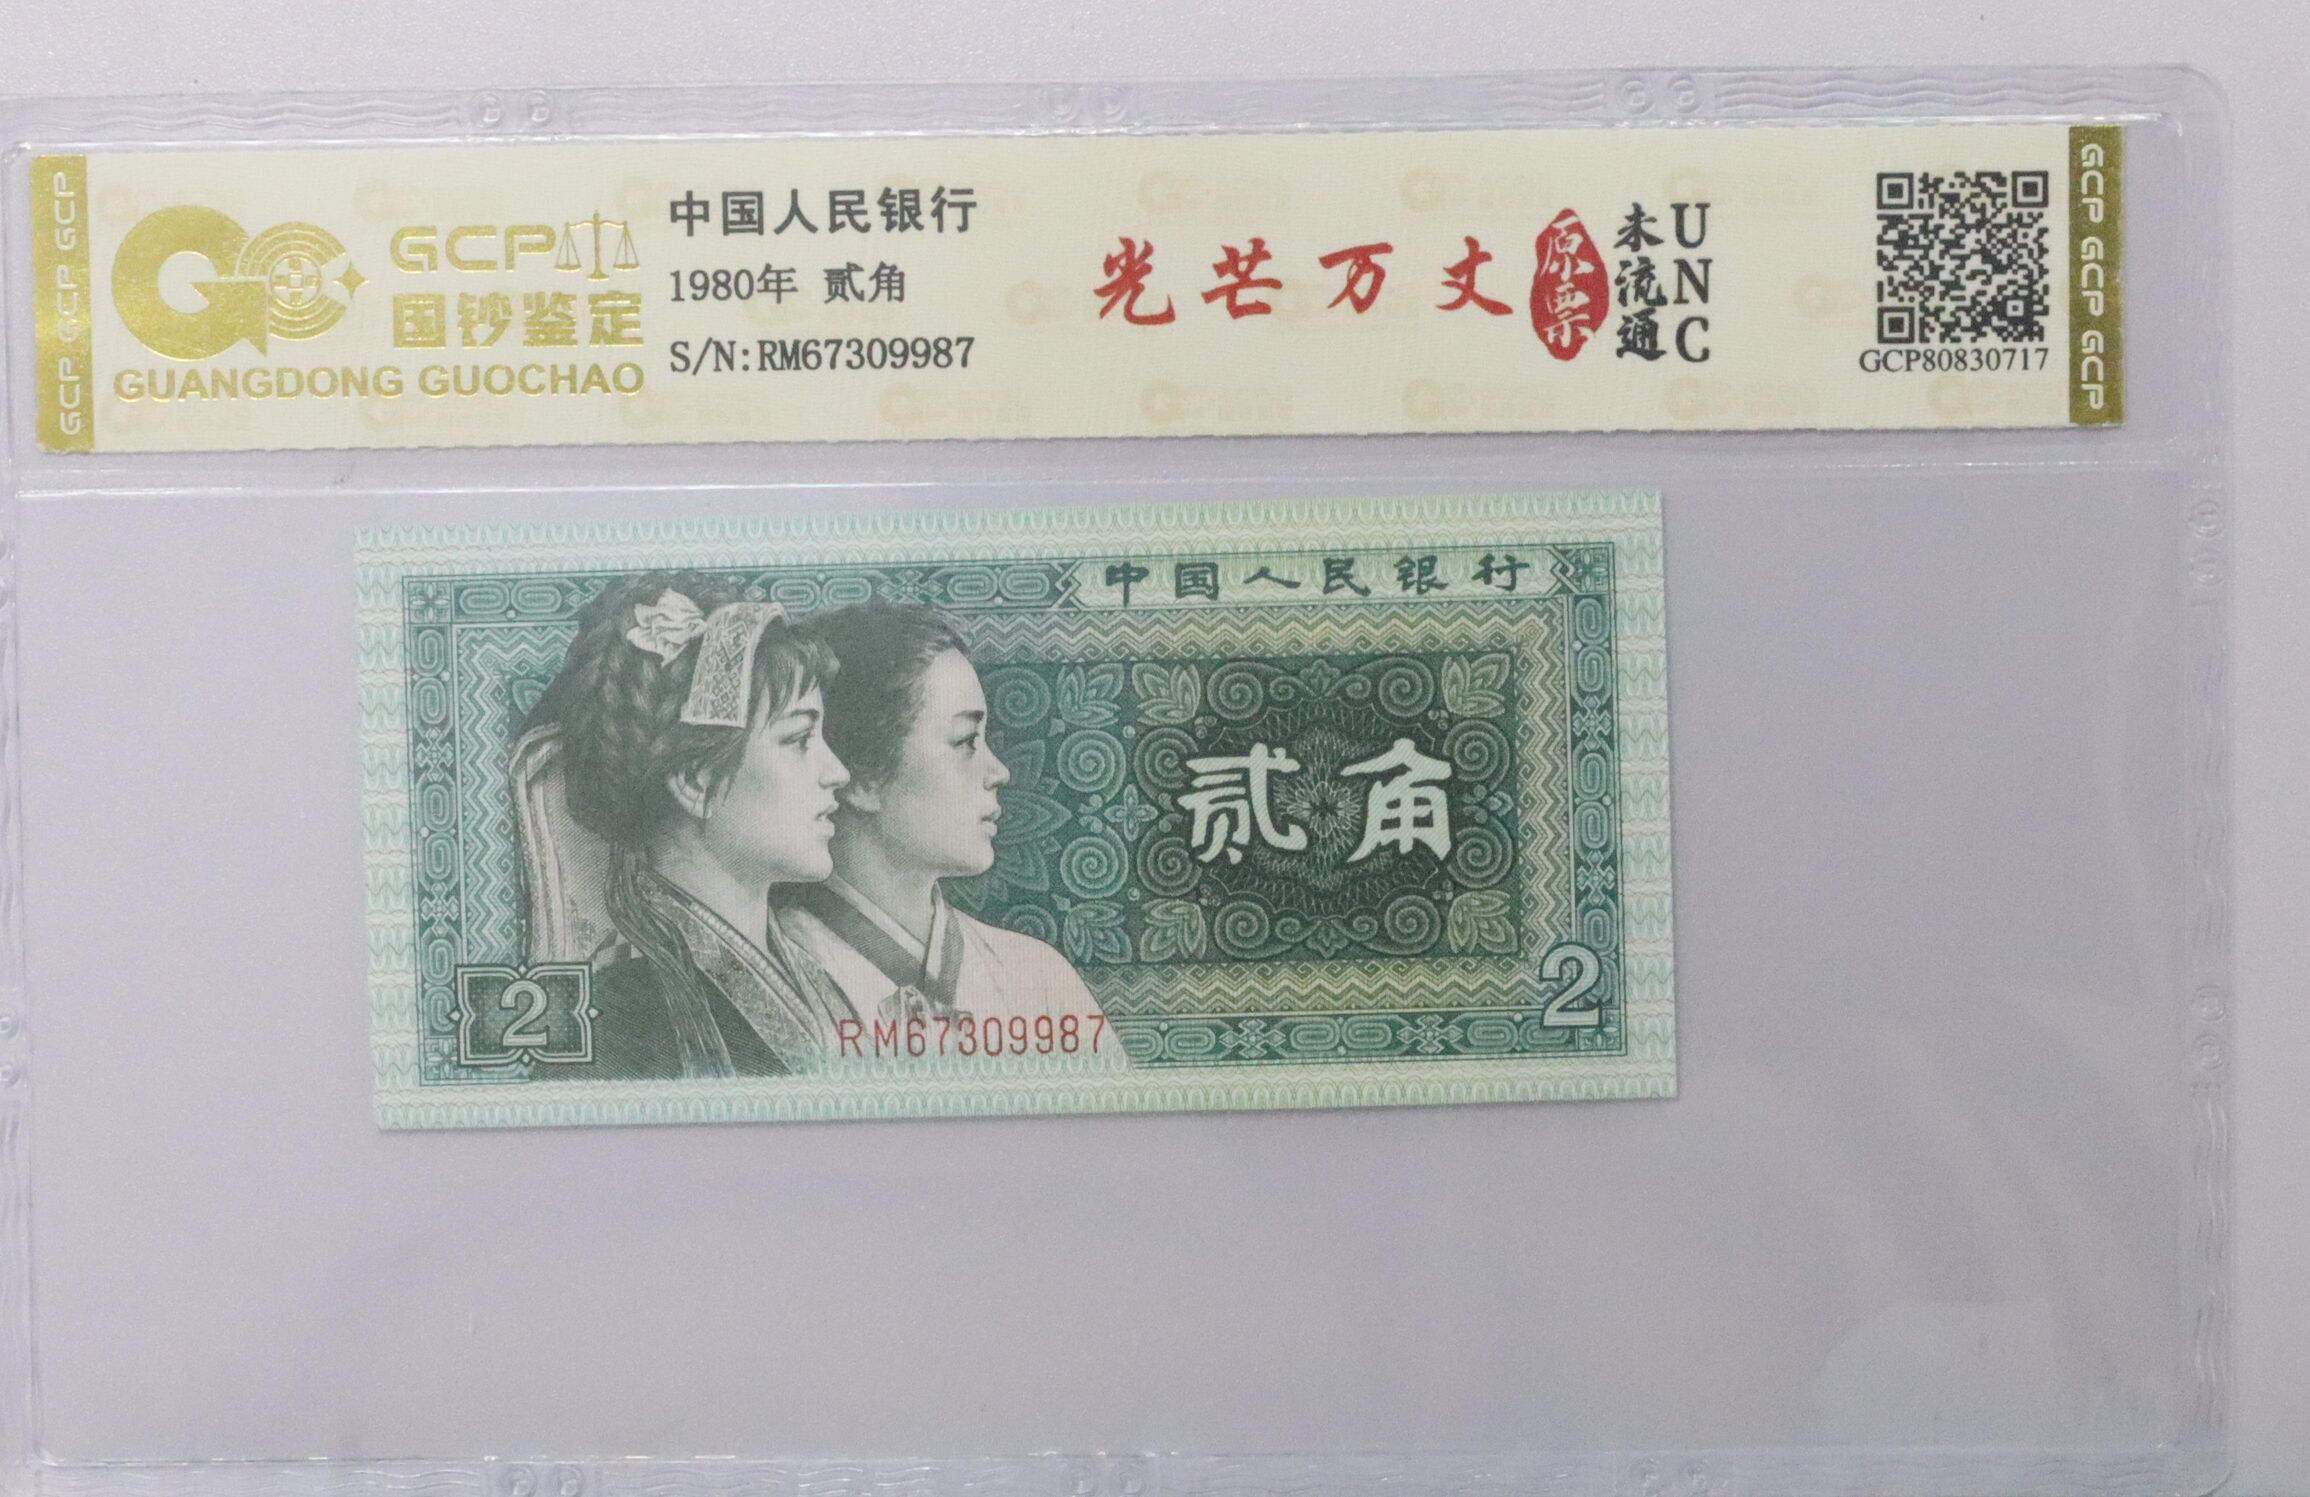 GCP GCP GCP
GCP
国钞鉴定
GUANGDONG GUOCHAO
中国人民银行
1980年 贰角
S/N:RM67309987
光芒万丈
原票
未流通
UNC
GCP80830717
GCP GCP GCP
中国人民银行
贰角
2
RM67309987
2